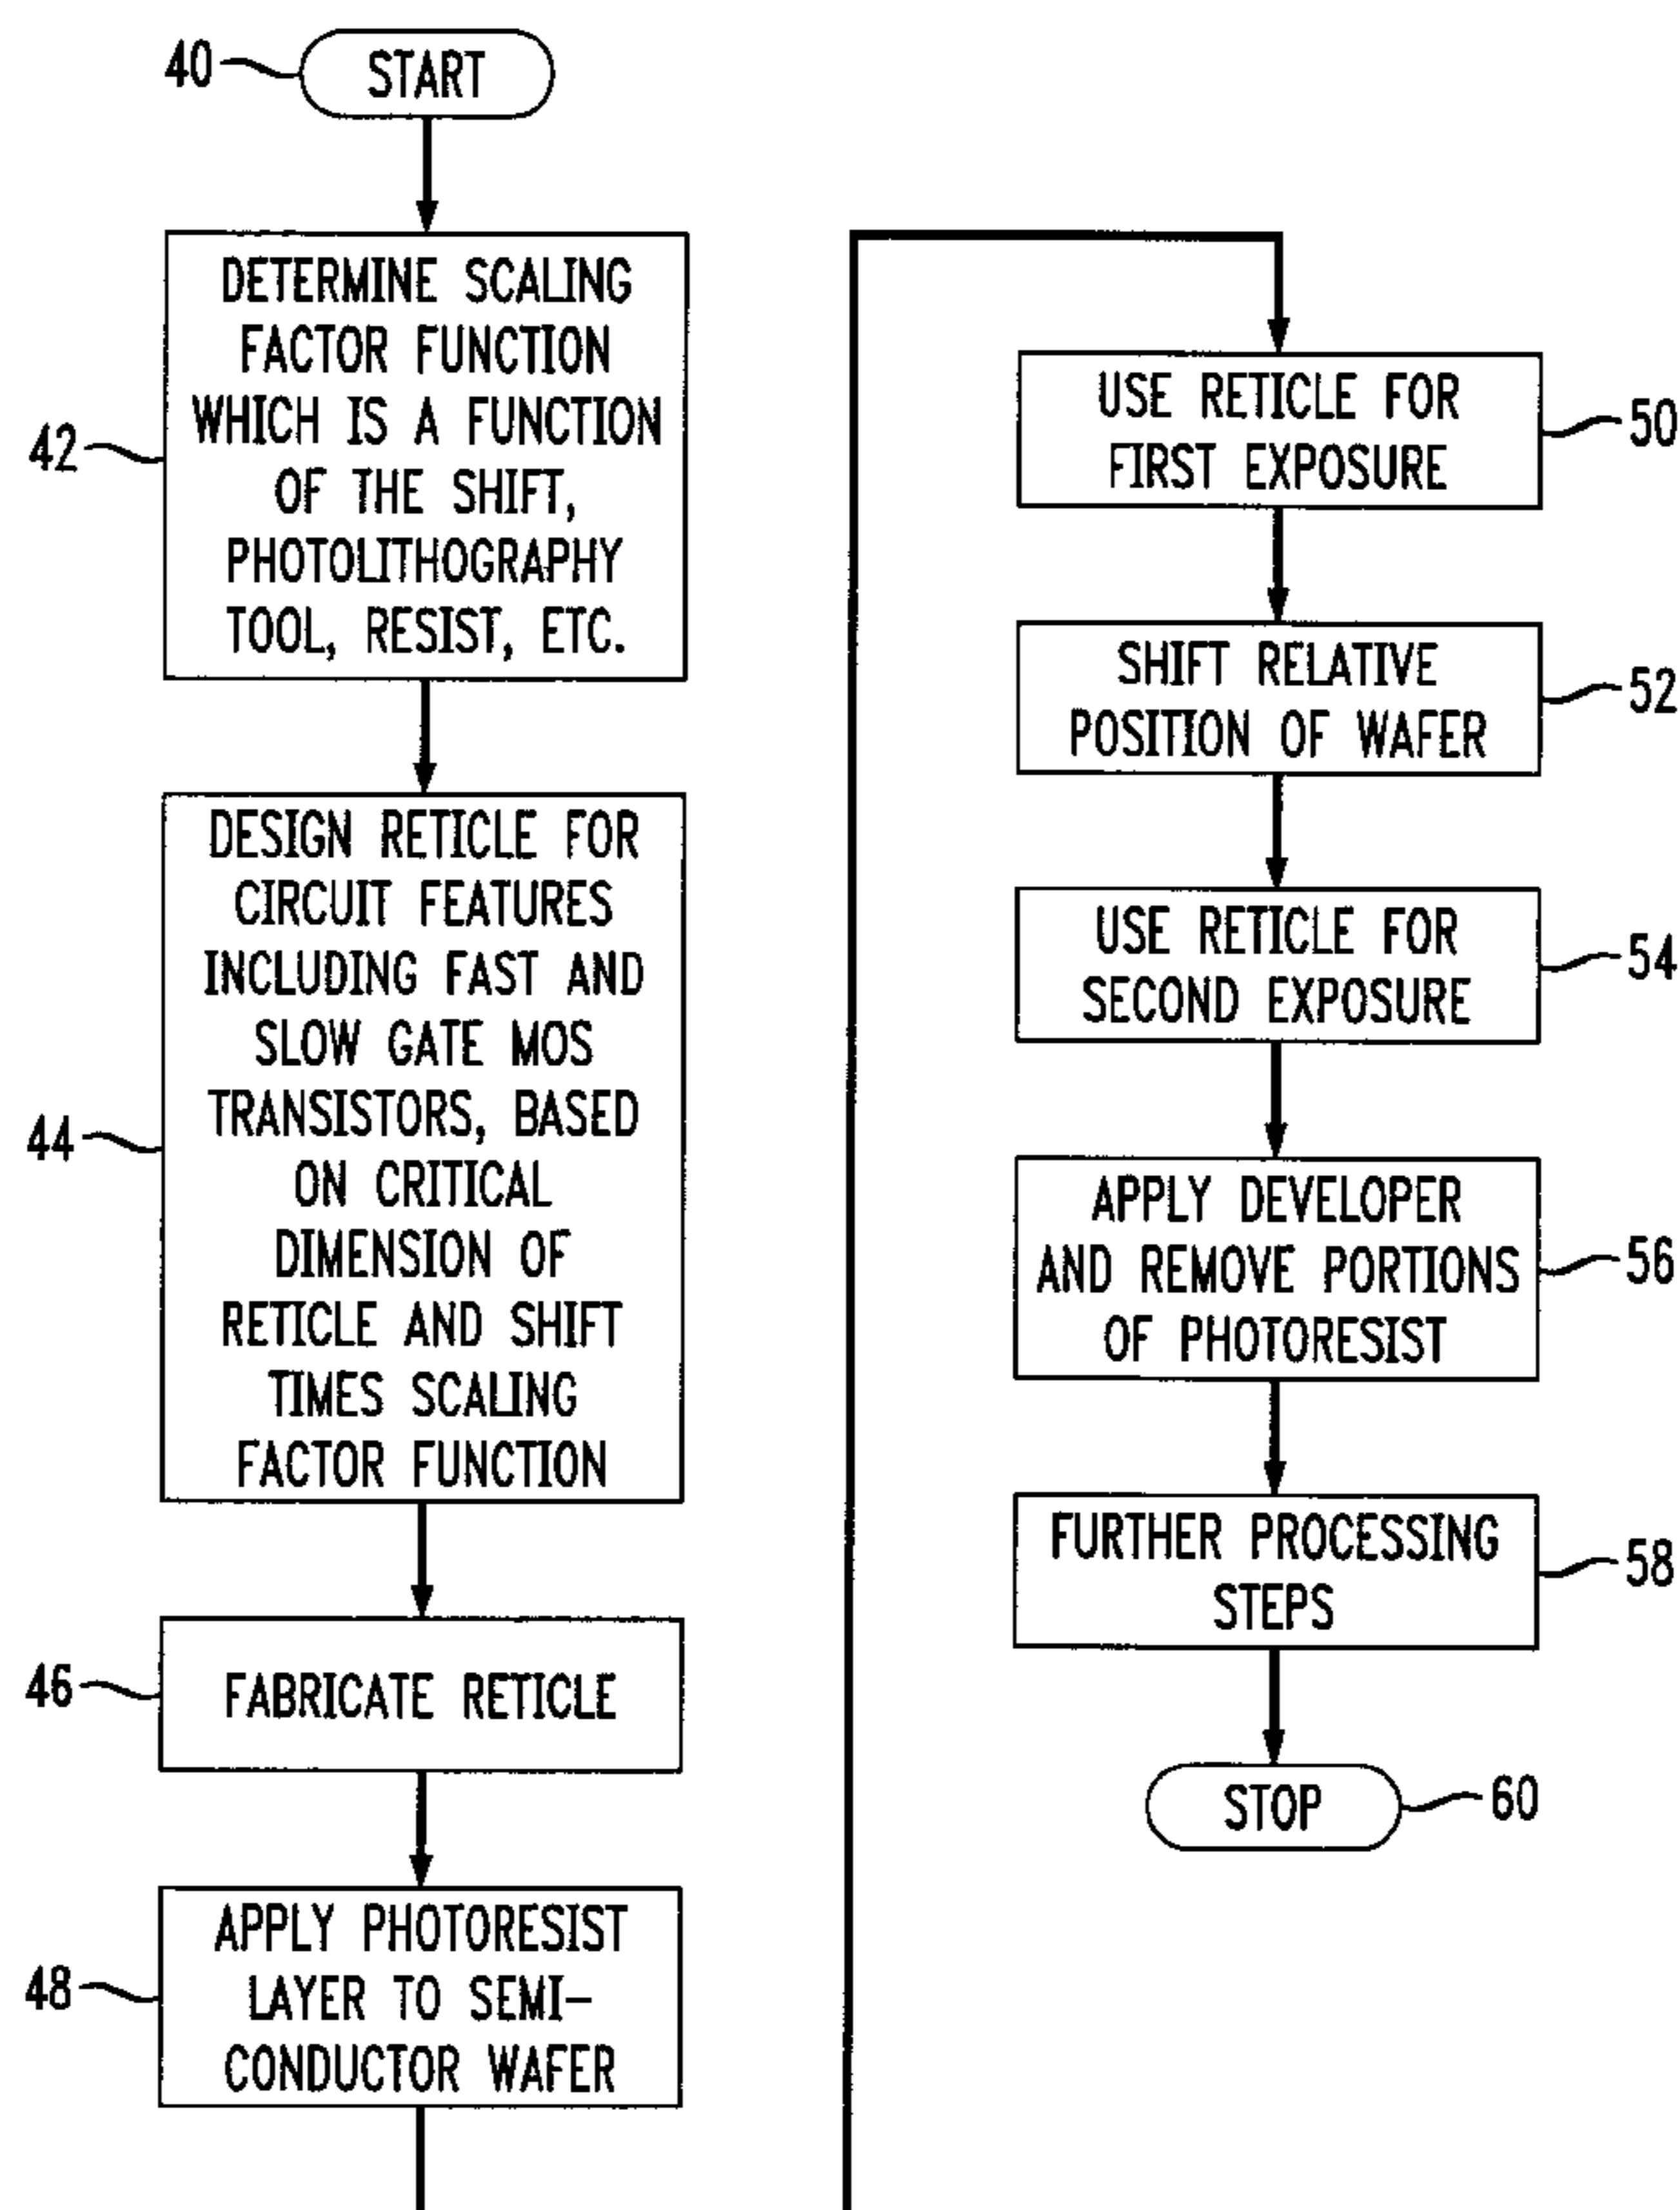 40
START
42
DETERMINE SCALING
FACTOR FUNCTION
WHICH IS A FUNCTION
OF THE SHIFT,
PHOTOLITHOGRAPHY
TOOL, RESIST, ETC.
44
DESIGN RETICLE FOR
CIRCUIT FEATURES
INCLUDING FAST AND
SLOW GATE MOS
TRANSISTORS, BASED
ON CRITICAL
DIMENSION OF
RETICLE AND SHIFT
TIMES SCALING
FACTOR FUNCTION
46
FABRICATE RETICLE
48
APPLY PHOTORESIST
LAYER TO SEMI-
CONDUCTOR WAFER
USE RETICLE FOR
FIRST EXPOSURE
50
SHIFT RELATIVE
POSITION OF WAFER
52
USE RETICLE FOR
SECOND EXPOSURE
54
APPLY DEVELOPER
AND REMOVE PORTIONS
OF PHOTORESIST
56
FURTHER PROCESSING
STEPS
58
STOP
60